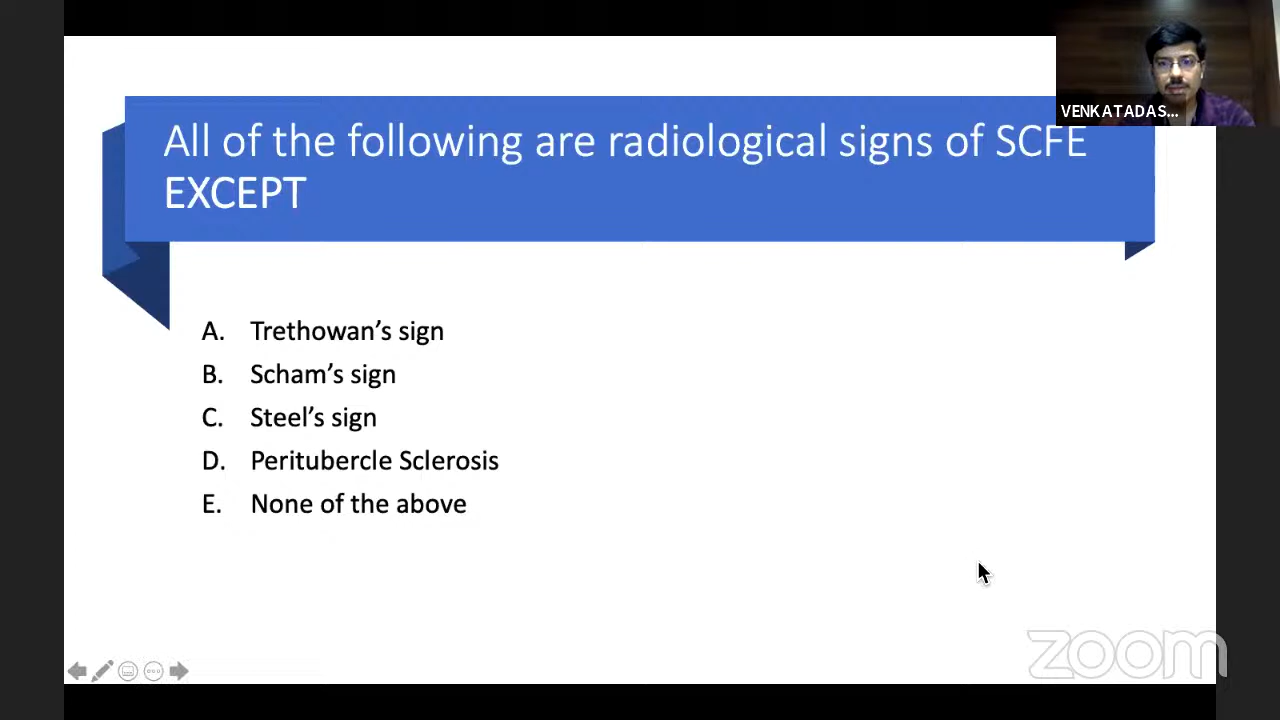 VENKATADAS...
All of the following are radiological signs of SCFE
EXCEPT
A. Trethowan’s sign
B. Scham’s sign
C. Steel’s sign
D. Peritubercle Sclerosis
E. None of the above
zoom